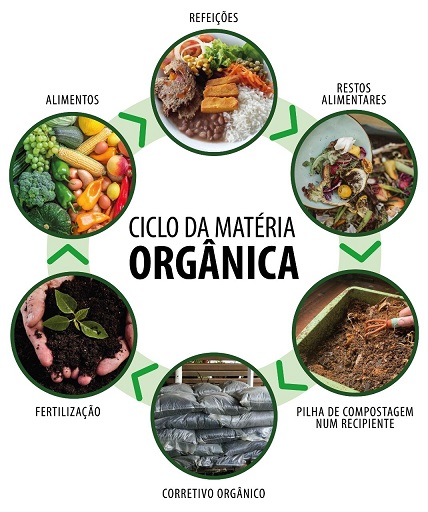 REFEIÇÕES
RESTOS
ALIMENTARES
ALIMENTOS
CICLO DA MATÉRIA
ORGÂNICA
FERTILIZAÇÃO
PILHA DE COMPOSTAGEM
NUM RECIPIENTE
CORRETIVO ORGÂNICO